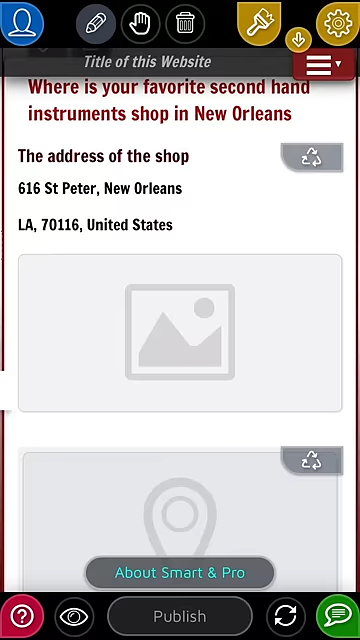 Title of this Website
Where is your favorite second hand
instruments shop in New Orleans
The address of the shop
616 St Peter, New Orleans
LA, 70116, United States
About Smart & Pro
?
Publish